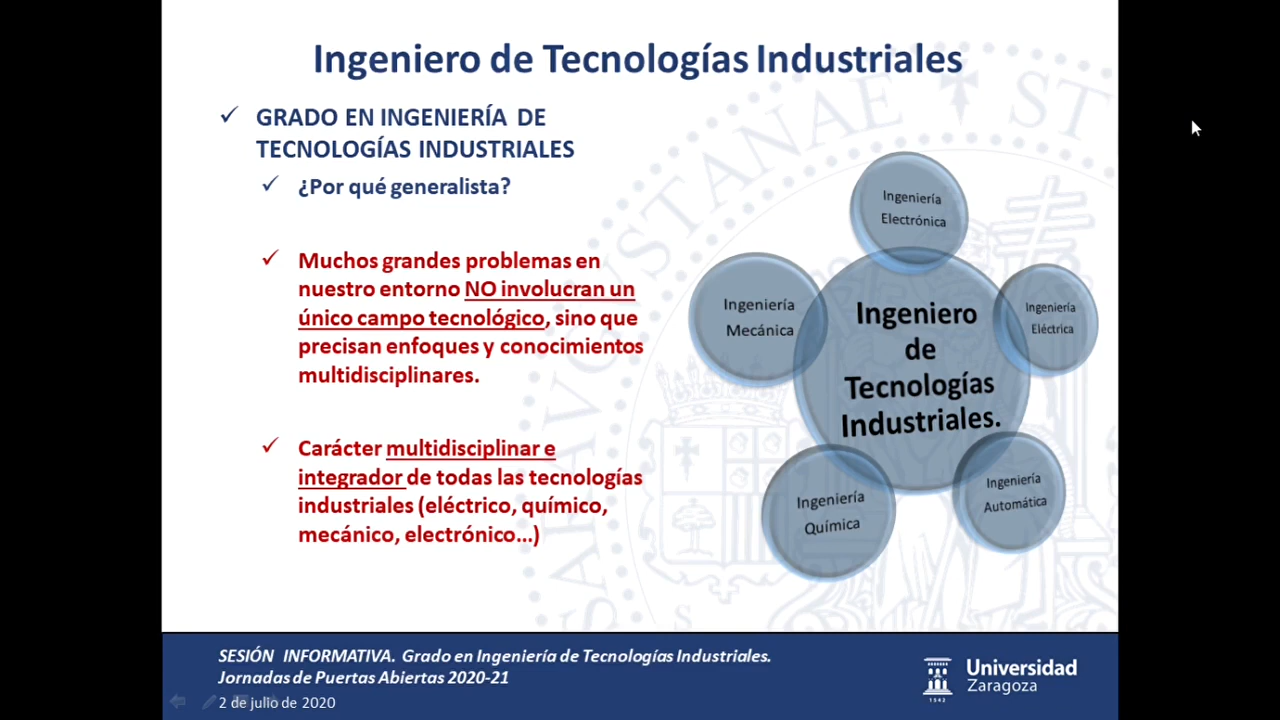 Ingeniero de Tecnologías Industriales
GRADO EN INGENIERÍA DE
TECNOLOGÍAS INDUSTRIALES
¿Por qué generalista?
Muchos grandes problemas en
nuestro entorno NO involucran un
único campo tecnológico, sino que
precisan enfoques y conocimientos
multidisciplinares.
Carácter multidisciplinar e
integrador de todas las tecnologías
industriales (eléctrico, químico,
mecánico, electrónico...)
Ingeniería
Electrónica
Ingeniería
Mecánica
Ingeniería
Eléctrica
Ingeniero
de
Tecnologías
Industriales.
Ingeniería
Química
Ingeniería
Automática
SESIÓN INFORMATIVA. Grado en Ingeniería de Tecnologías Industriales.
Jornadas de Puertas Abiertas 2020-21
2 de julio de 2020
Universidad
Zaragoza
1542